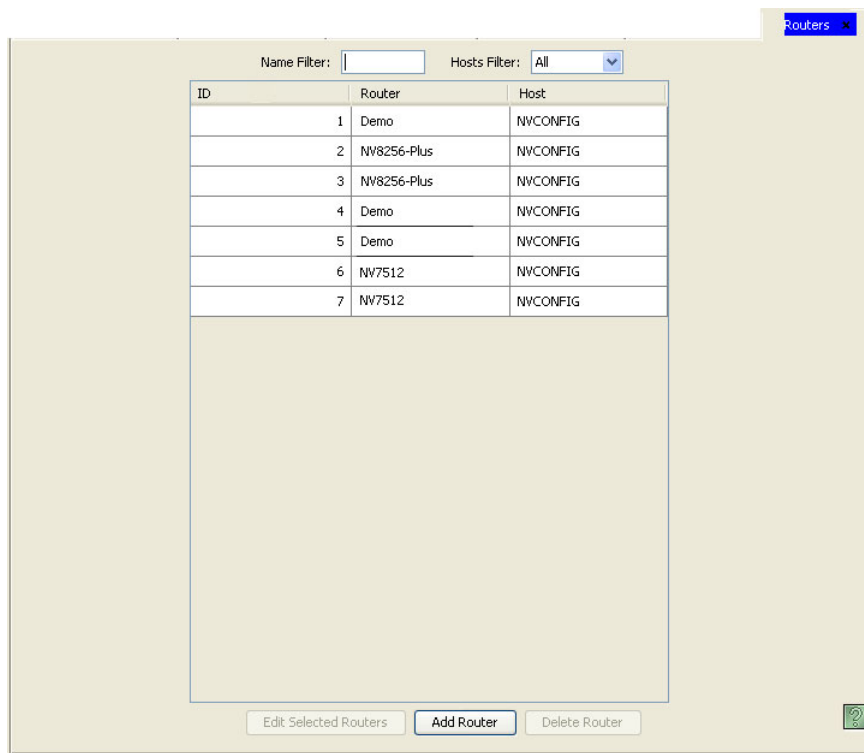 Routers ×
Name Filter: Hosts Filter: All
ID Router Host
1 Demo NVCONFIG
2 NV8256-Plus NVCONFIG
3 NV8256-Plus NVCONFIG
4 Demo NVCONFIG
5 Demo NVCONFIG
6 NV7512 NVCONFIG
7 NV7512 NVCONFIG
Edit Selected Routers Add Router Delete Router
?